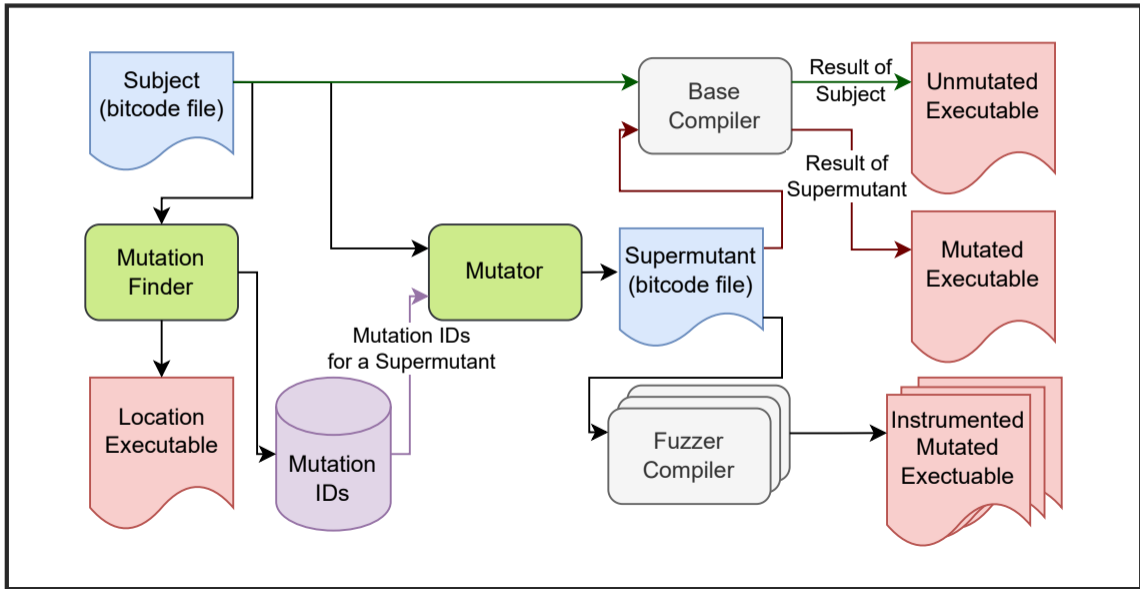 Subject
(bitcode file)
Base
Compiler
Result of
Subject
Unmutated
Executable
Result of
Supermutant
Mutation
Finder
Mutator
Supermutant
(bitcode file)
Mutated
Executable
Mutation IDs
for a Supermutant
Location
Executable
Mutation
IDs
Fuzzer
Compiler
Instrumented
Mutated
Exectuable